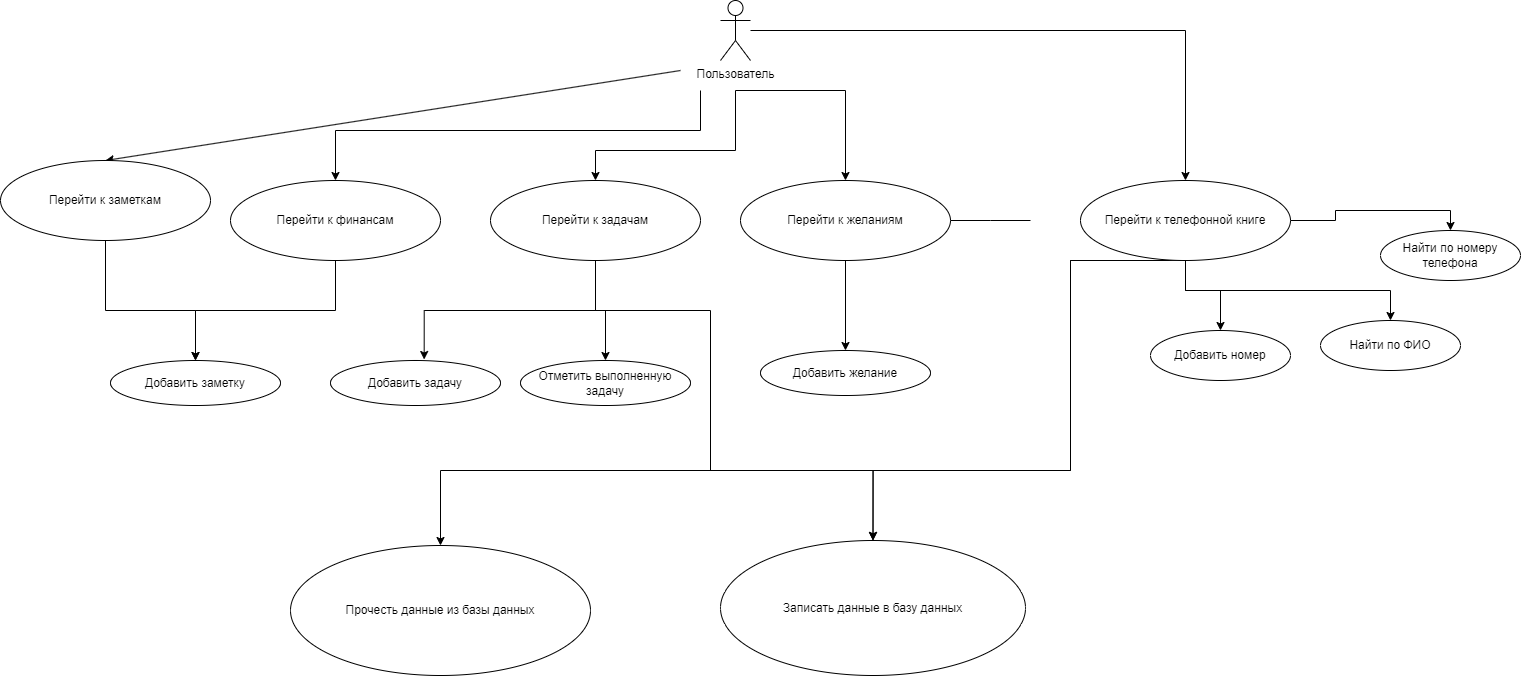 Пользователь
Перейти к заметкам
Перейти к финансам
Перейти к задачам
Перейти к желаниям
Перейти к телефонной книге
Найти по номеру
телефона
Добавить заметку
Добавить задачу
Отметить выполненную
задачу
Добавить желание
Добавить номер
Найти по ФИО
Прочесть данные из базы данных
Записать данные в базу данных